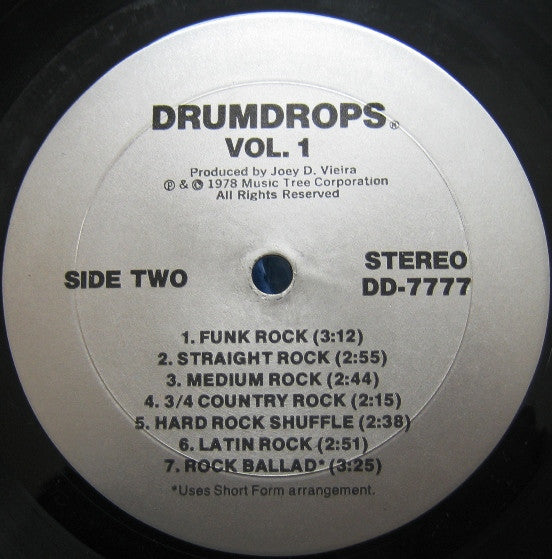 DRUMDROPS®
VOL. 1
Produced by Joey D. Vieira
℗ & © 1978 Music Tree Corporation
All Rights Reserved
SIDE TWO
STEREO
DD-7777
1. FUNK ROCK (3:12)
2. STRAIGHT ROCK (2:55)
3. MEDIUM ROCK (2:44)
4. 3/4 COUNTRY ROCK (2:15)
5. HARD ROCK SHUFFLE (2:38)
6. LATIN ROCK (2:51)
7. ROCK BALLAD* (3:25)
*Uses Short Form arrangement.